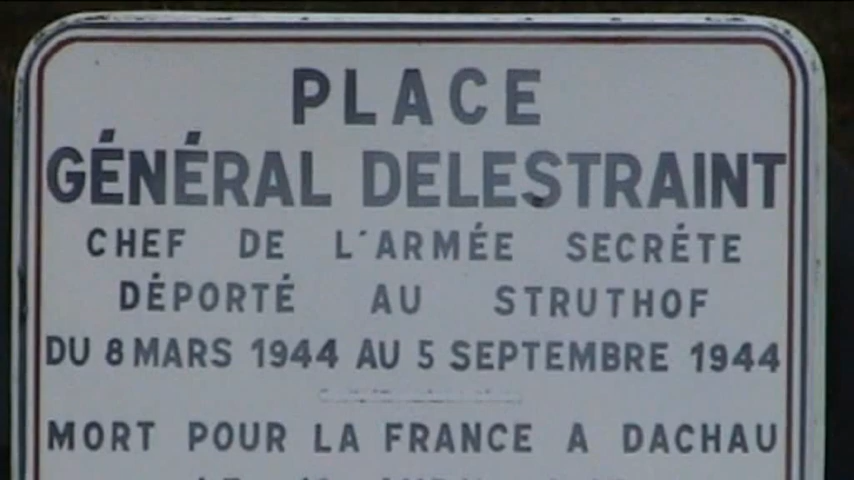 PLACE
GÉNÉRAL DELESTRAINT
CHEF DE L'ARMÉE SECRÉTE
DÉPORTÉ AU STRUTHOF
DU 8 MARS 1944 AU 5 SEPTEMBRE 1944
MORT POUR LA FRANCE A DACHAU